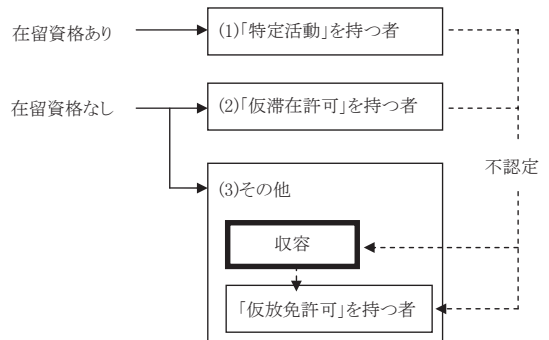 在留資格あり
(1)「特定活動」を持つ者
在留資格なし
(2)「仮滞在許可」を持つ者
不認定
(3)その他
収容
「仮放免許可」を持つ者